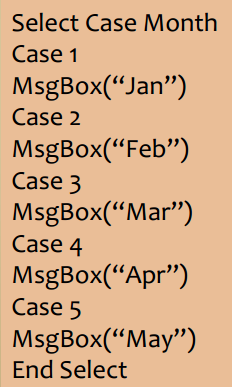 Select Case Month
Case 1
MsgBox(“Jan”)
Case 2
MsgBox(“Feb”)
Case 3
MsgBox(“Mar”)
Case 4
MsgBox(“Apr”)
Case 5
MsgBox(“May”)
End Select